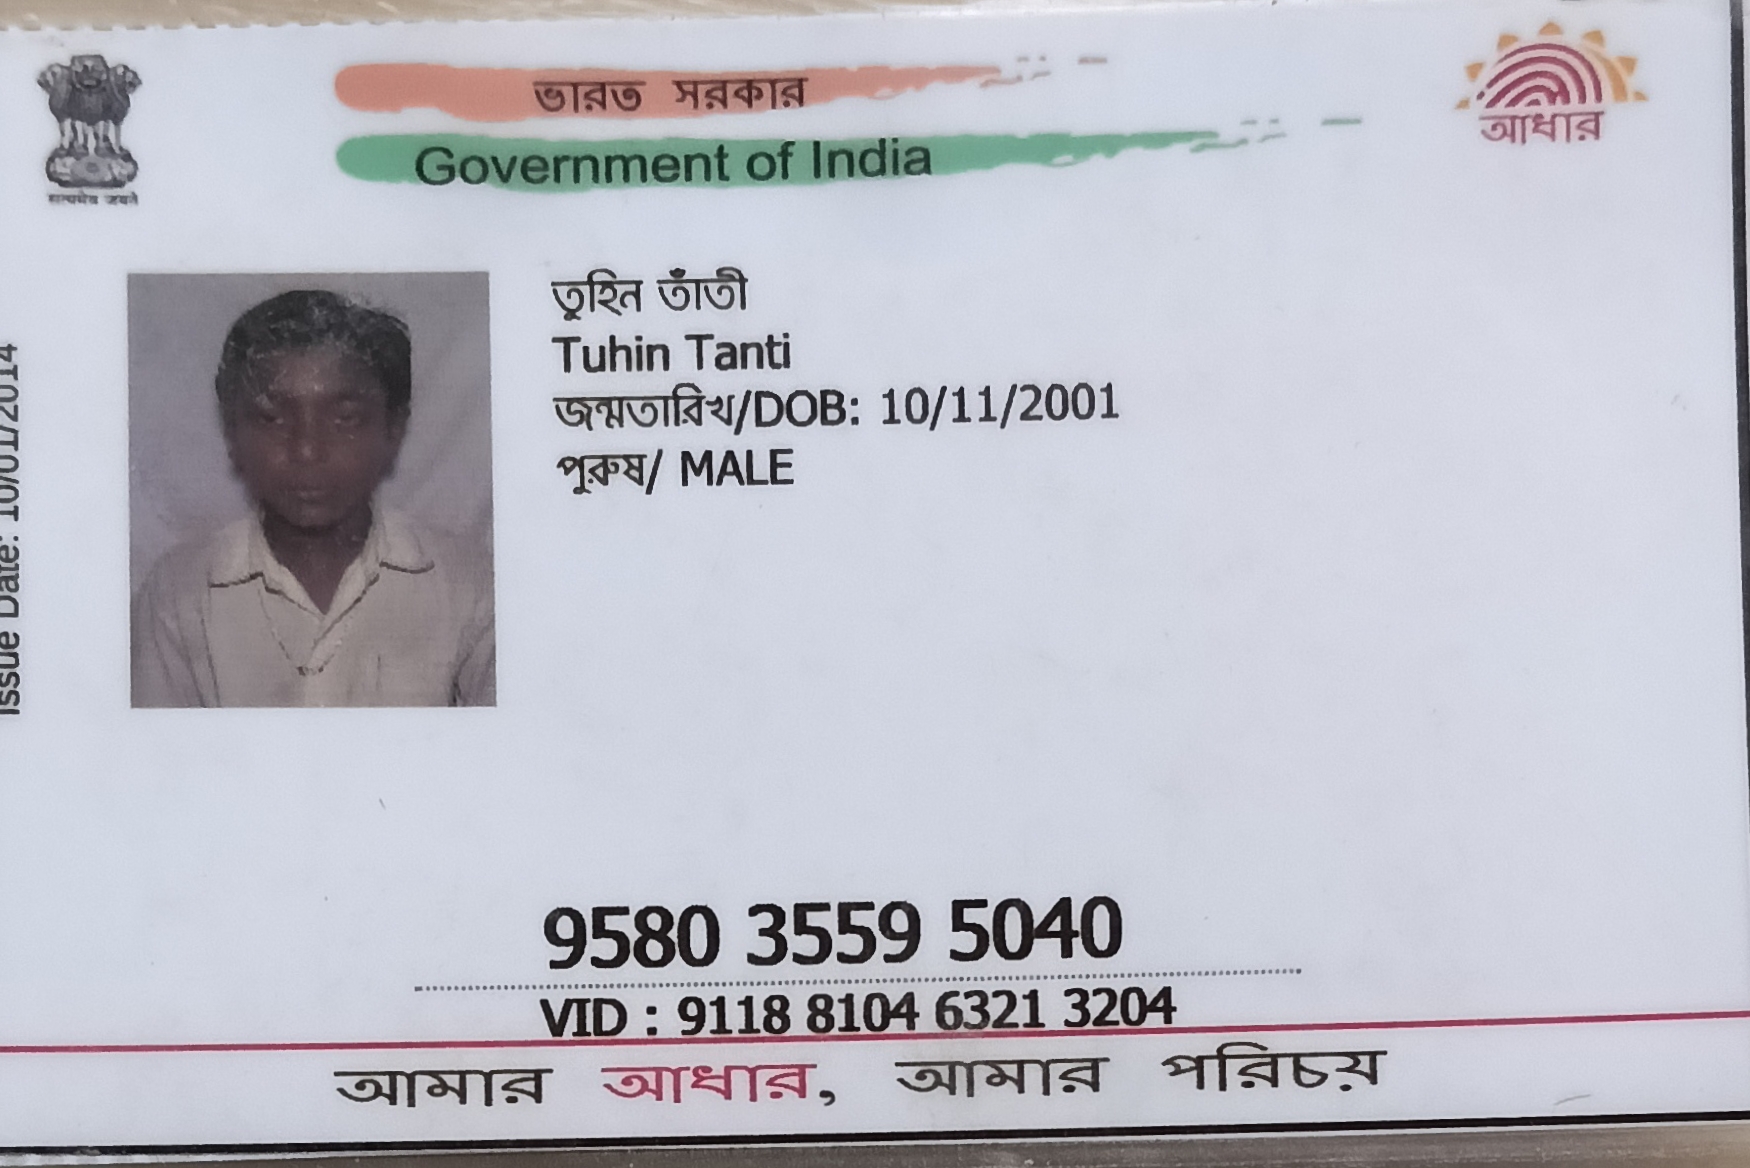 ভারত সরকার
Government of India
আধার
सत्यमेव जयते
Issue Date: 10/01/2014
তুহিন তাঁতী
Tuhin Tanti
জন্মতারিখ/DOB: 10/11/2001
পুরুষ/ MALE
9580 3559 5040
VID : 9118 8104 6321 3204
আমার আধার, আমার পরিচয়